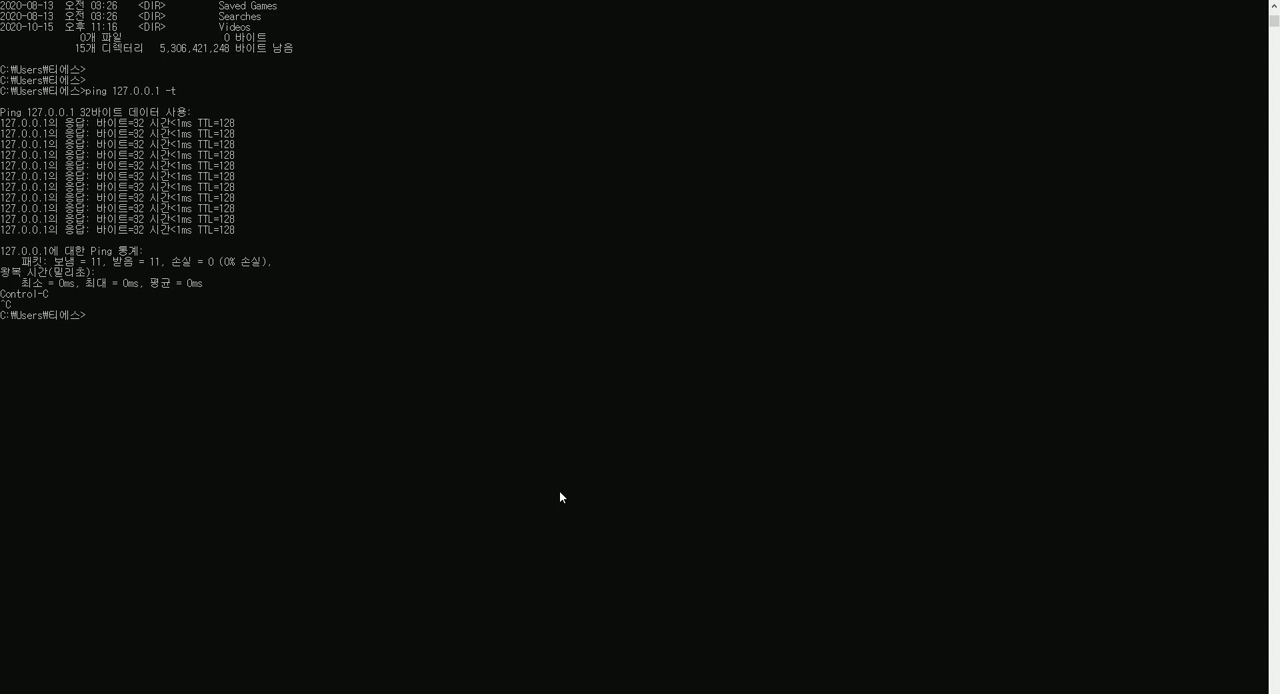 2020-08-13 오전 03:26 <DIR> Saved Games
2020-08-13 오전 03:26 <DIR> Searches
2020-10-15 오후 11:16 <DIR> Videos
0개 파일 0 바이트
15개 디렉터리 5,306,421,248 바이트 남음
C:₩Users₩티에스>
C:₩Users₩티에스>
C:₩Users₩티에스>ping 127.0.0.1 -t
Ping 127.0.0.1 32바이트 데이터 사용:
127.0.0.1의 응답: 바이트=32 시간<1ms TTL=128
127.0.0.1의 응답: 바이트=32 시간<1ms TTL=128
127.0.0.1의 응답: 바이트=32 시간<1ms TTL=128
127.0.0.1의 응답: 바이트=32 시간<1ms TTL=128
127.0.0.1의 응답: 바이트=32 시간<1ms TTL=128
127.0.0.1의 응답: 바이트=32 시간<1ms TTL=128
127.0.0.1의 응답: 바이트=32 시간<1ms TTL=128
127.0.0.1의 응답: 바이트=32 시간<1ms TTL=128
127.0.0.1의 응답: 바이트=32 시간<1ms TTL=128
127.0.0.1의 응답: 바이트=32 시간<1ms TTL=128
127.0.0.1의 응답: 바이트=32 시간<1ms TTL=128
127.0.0.1에 대한 Ping 통계:
패킷: 보냄 = 11, 받음 = 11, 손실 = 0 (0% 손실),
왕복 시간(밀리초):
최소 = 0ms, 최대 = 0ms, 평균 = 0ms
Control-C
^C
C:₩Users₩티에스>